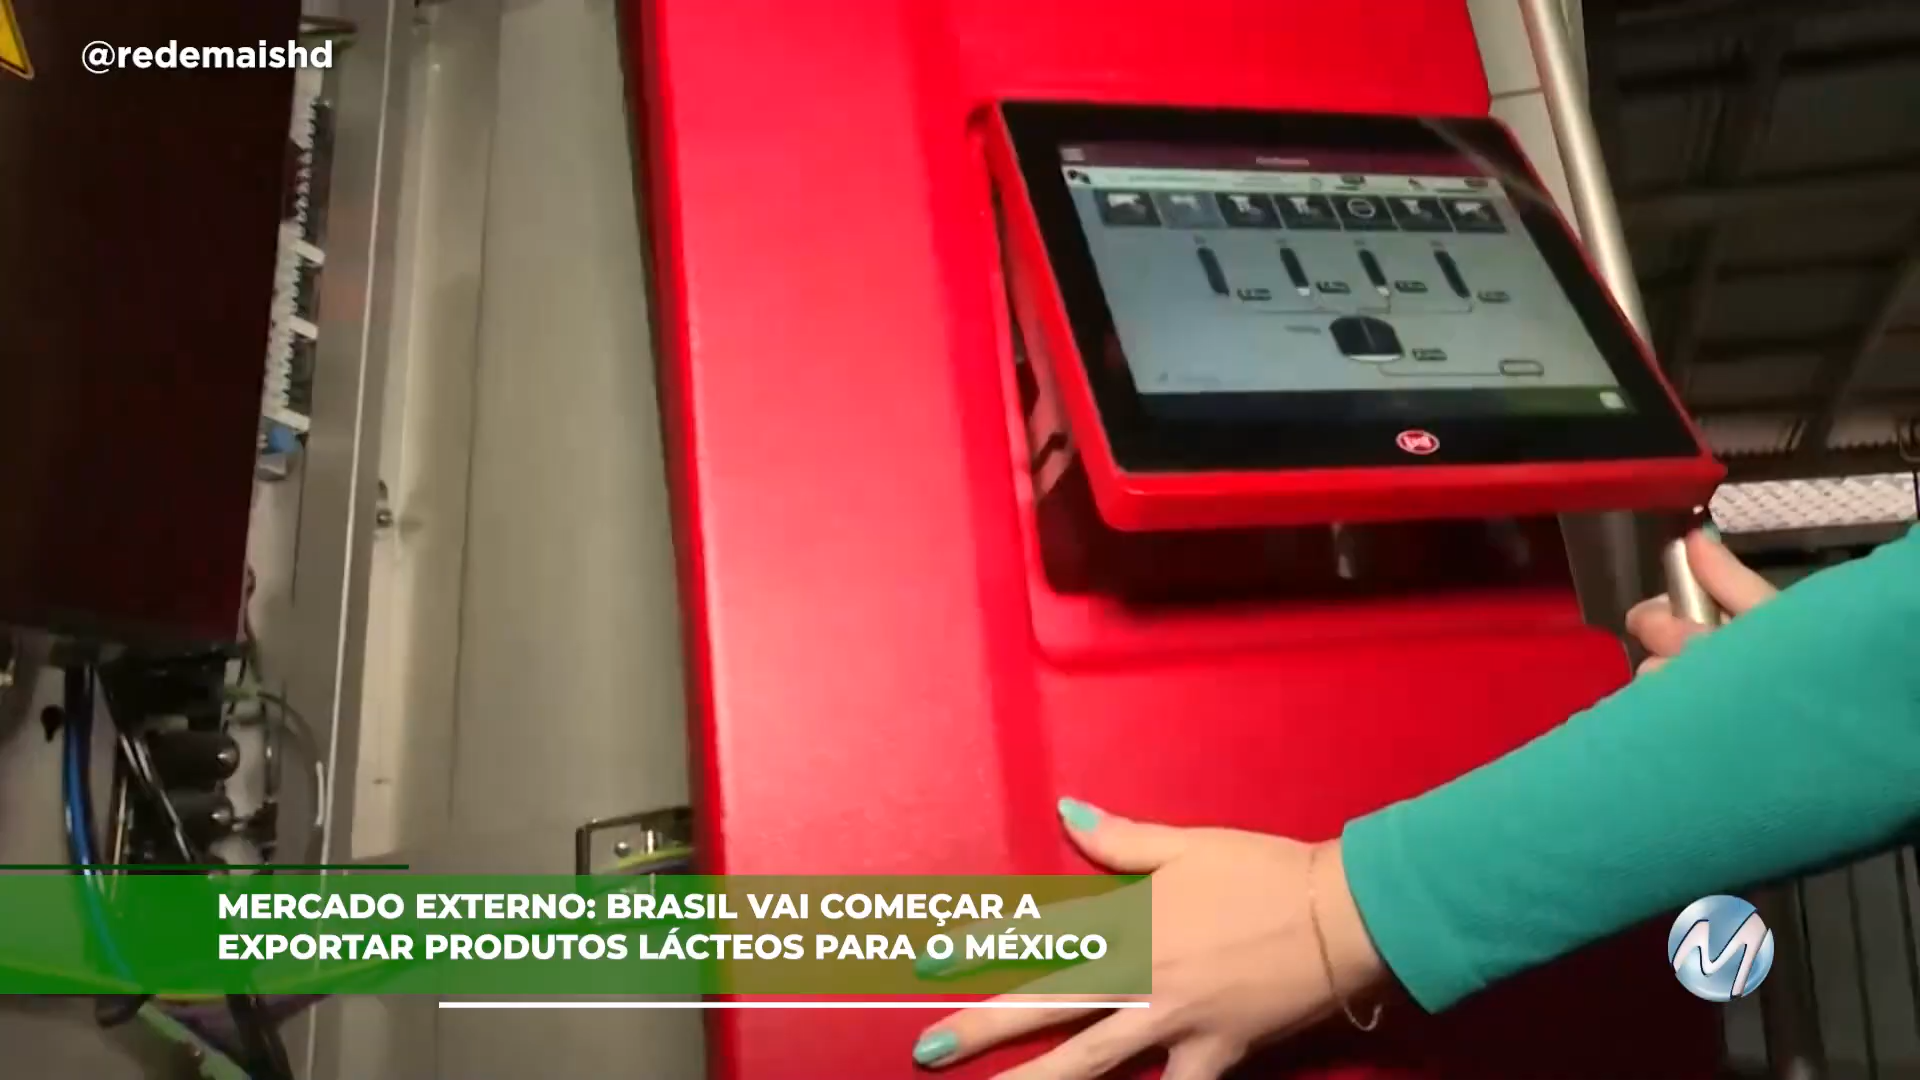 @redemaishd
MERCADO EXTERNO: BRASIL VAI COMEÇAR A
EXPORTAR PRODUTOS LÁCTEOS PARA O MÉXICO